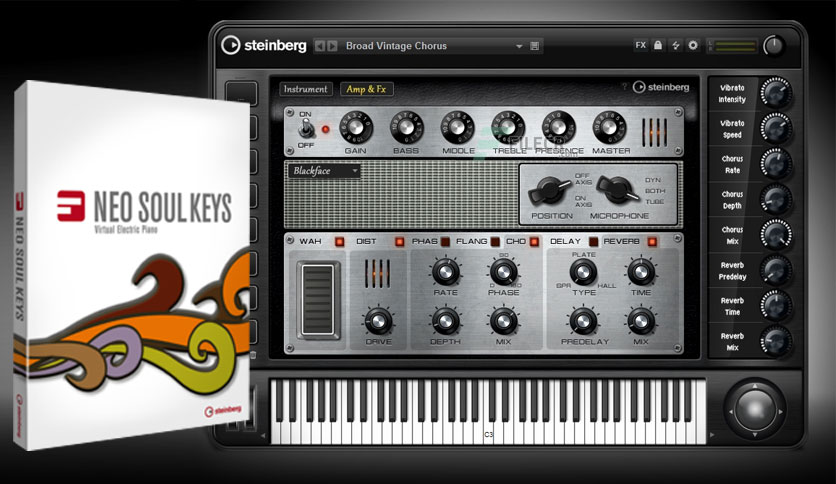 steinberg
Broad Vintage Chorus
FX
Instrument
Amp & Fx
? steinberg
ON
OFF
GAIN
BASS
MIDDLE
TREBLE
PRESENCE
MASTER
Blackface
OFF
AXIS
ON
AXIS
POSITION
DYN
BOTH
TUBE
MICROPHONE
WAH
DIST
PHAS
FLANG
CHO
DELAY
REVERB
RATE
PHASE
PLATE
SPR
HALL
TYPE
TIME
DRIVE
DEPTH
MIX
PREDELAY
MIX
Vibrato
Intensity
Vibrato
Speed
Chorus
Rate
Chorus
Depth
Chorus
Mix
Reverb
Predelay
Reverb
Time
Reverb
Mix
C3
NEO SOUL KEYS
Virtual Electric Piano
steinberg
NEO SOUL KEYS
steinberg